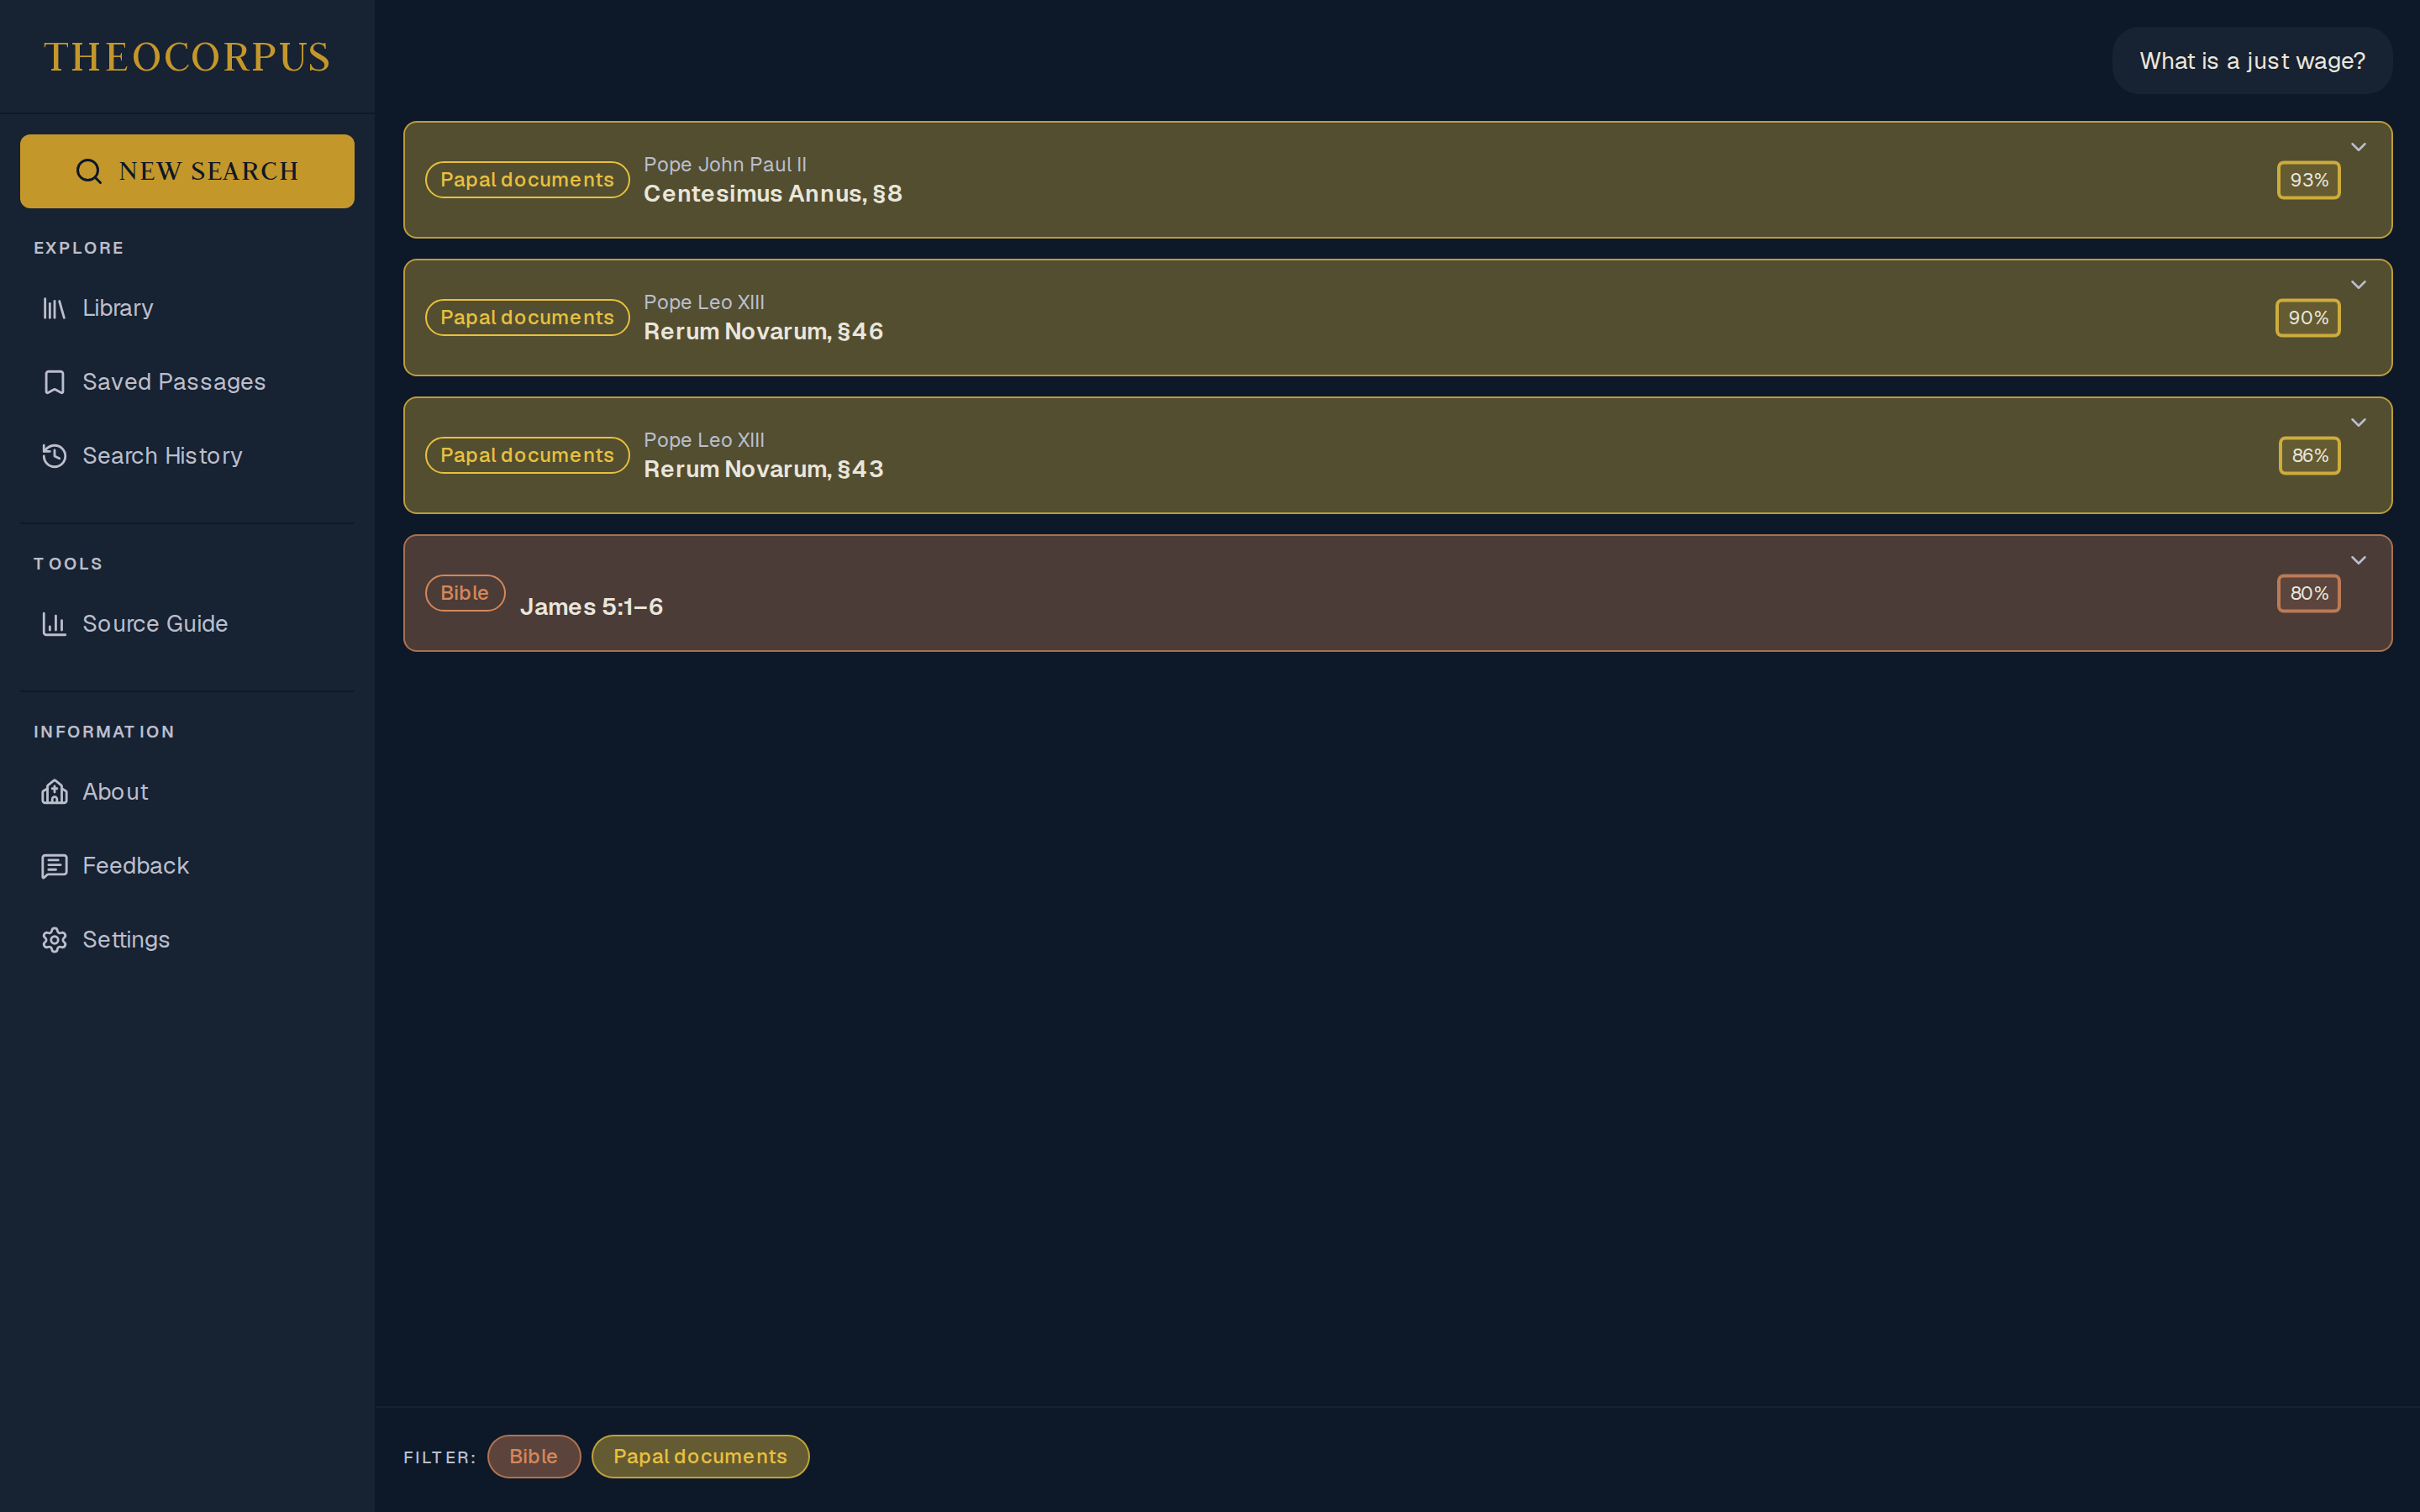 THEOCORPUS
NEW SEARCH
EXPLORE
Library
Saved Passages
Search History
TOOLS
Source Guide
INFORMATION
About
Feedback
Settings
What is a just wage?
Papal documents
Pope John Paul II
Centesimus Annus, §8
93%
Papal documents
Pope Leo XIII
Rerum Novarum, §46
90%
Papal documents
Pope Leo XIII
Rerum Novarum, §43
86%
Bible
James 5:1–6
80%
FILTER: Bible Papal documents